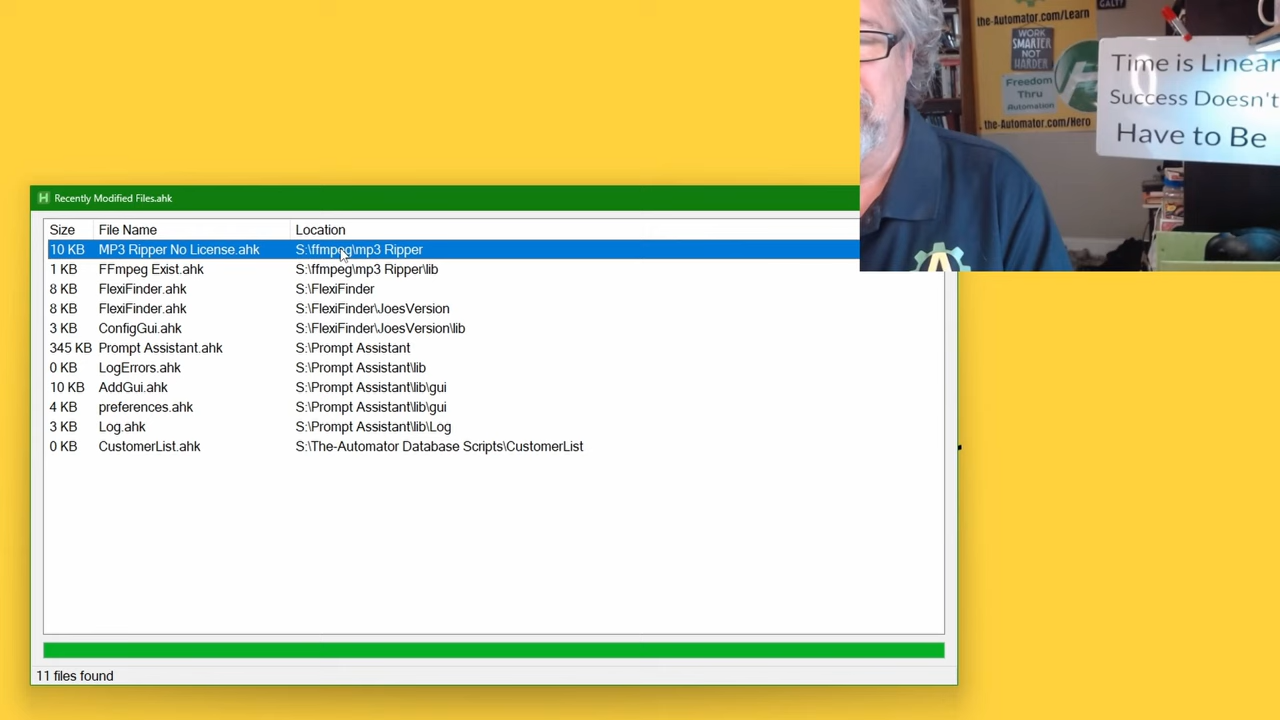 GALT?
the-Automator.com/Learn
WORK
SMARTER
NOT
HARDER
Freedom
Thru
Automation
the-Automator.com/Hero
Time is Linear
Success Doesn't
Have to Be
A
H Recently Modified Files.ahk
Size File Name Location
10 KB MP3 Ripper No License.ahk S:\ffmpeg\mp3 Ripper
1 KB FFmpeg Exist.ahk S:\ffmpeg\mp3 Ripper\lib
8 KB FlexiFinder.ahk S:\FlexiFinder
8 KB FlexiFinder.ahk S:\FlexiFinder\JoesVersion
3 KB ConfigGui.ahk S:\FlexiFinder\JoesVersion\lib
345 KB Prompt Assistant.ahk S:\Prompt Assistant
0 KB LogErrors.ahk S:\Prompt Assistant\lib
10 KB AddGui.ahk S:\Prompt Assistant\lib\gui
4 KB preferences.ahk S:\Prompt Assistant\lib\gui
3 KB Log.ahk S:\Prompt Assistant\lib\Log
0 KB CustomerList.ahk S:\The-Automator Database Scripts\CustomerList
11 files found